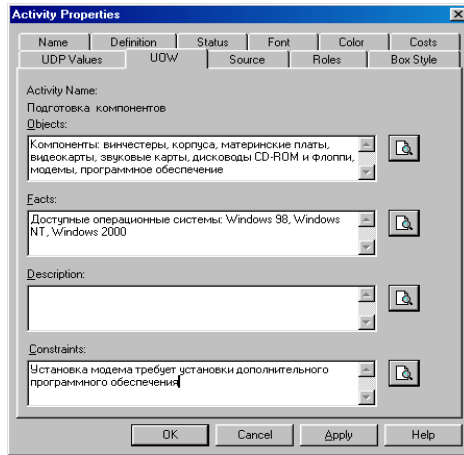 Activity Properties
Name Definition Status Font Color Costs
UDP Values UOW Source Roles Box Style
Activity Name:
Подготовка компонентов
Objects:
Компоненты: винчестеры, корпуса, материнские платы,
видеокарты, звуковые карты, дисководы CD-ROM и флоппи,
модемы, программное обеспечение
Facts:
Доступные операционные системы: Windows 98, Windows
NT, Windows 2000
Description:
Constraints:
Установка модема требует установки дополнительного
программного обеспечения
OK Cancel Apply Help